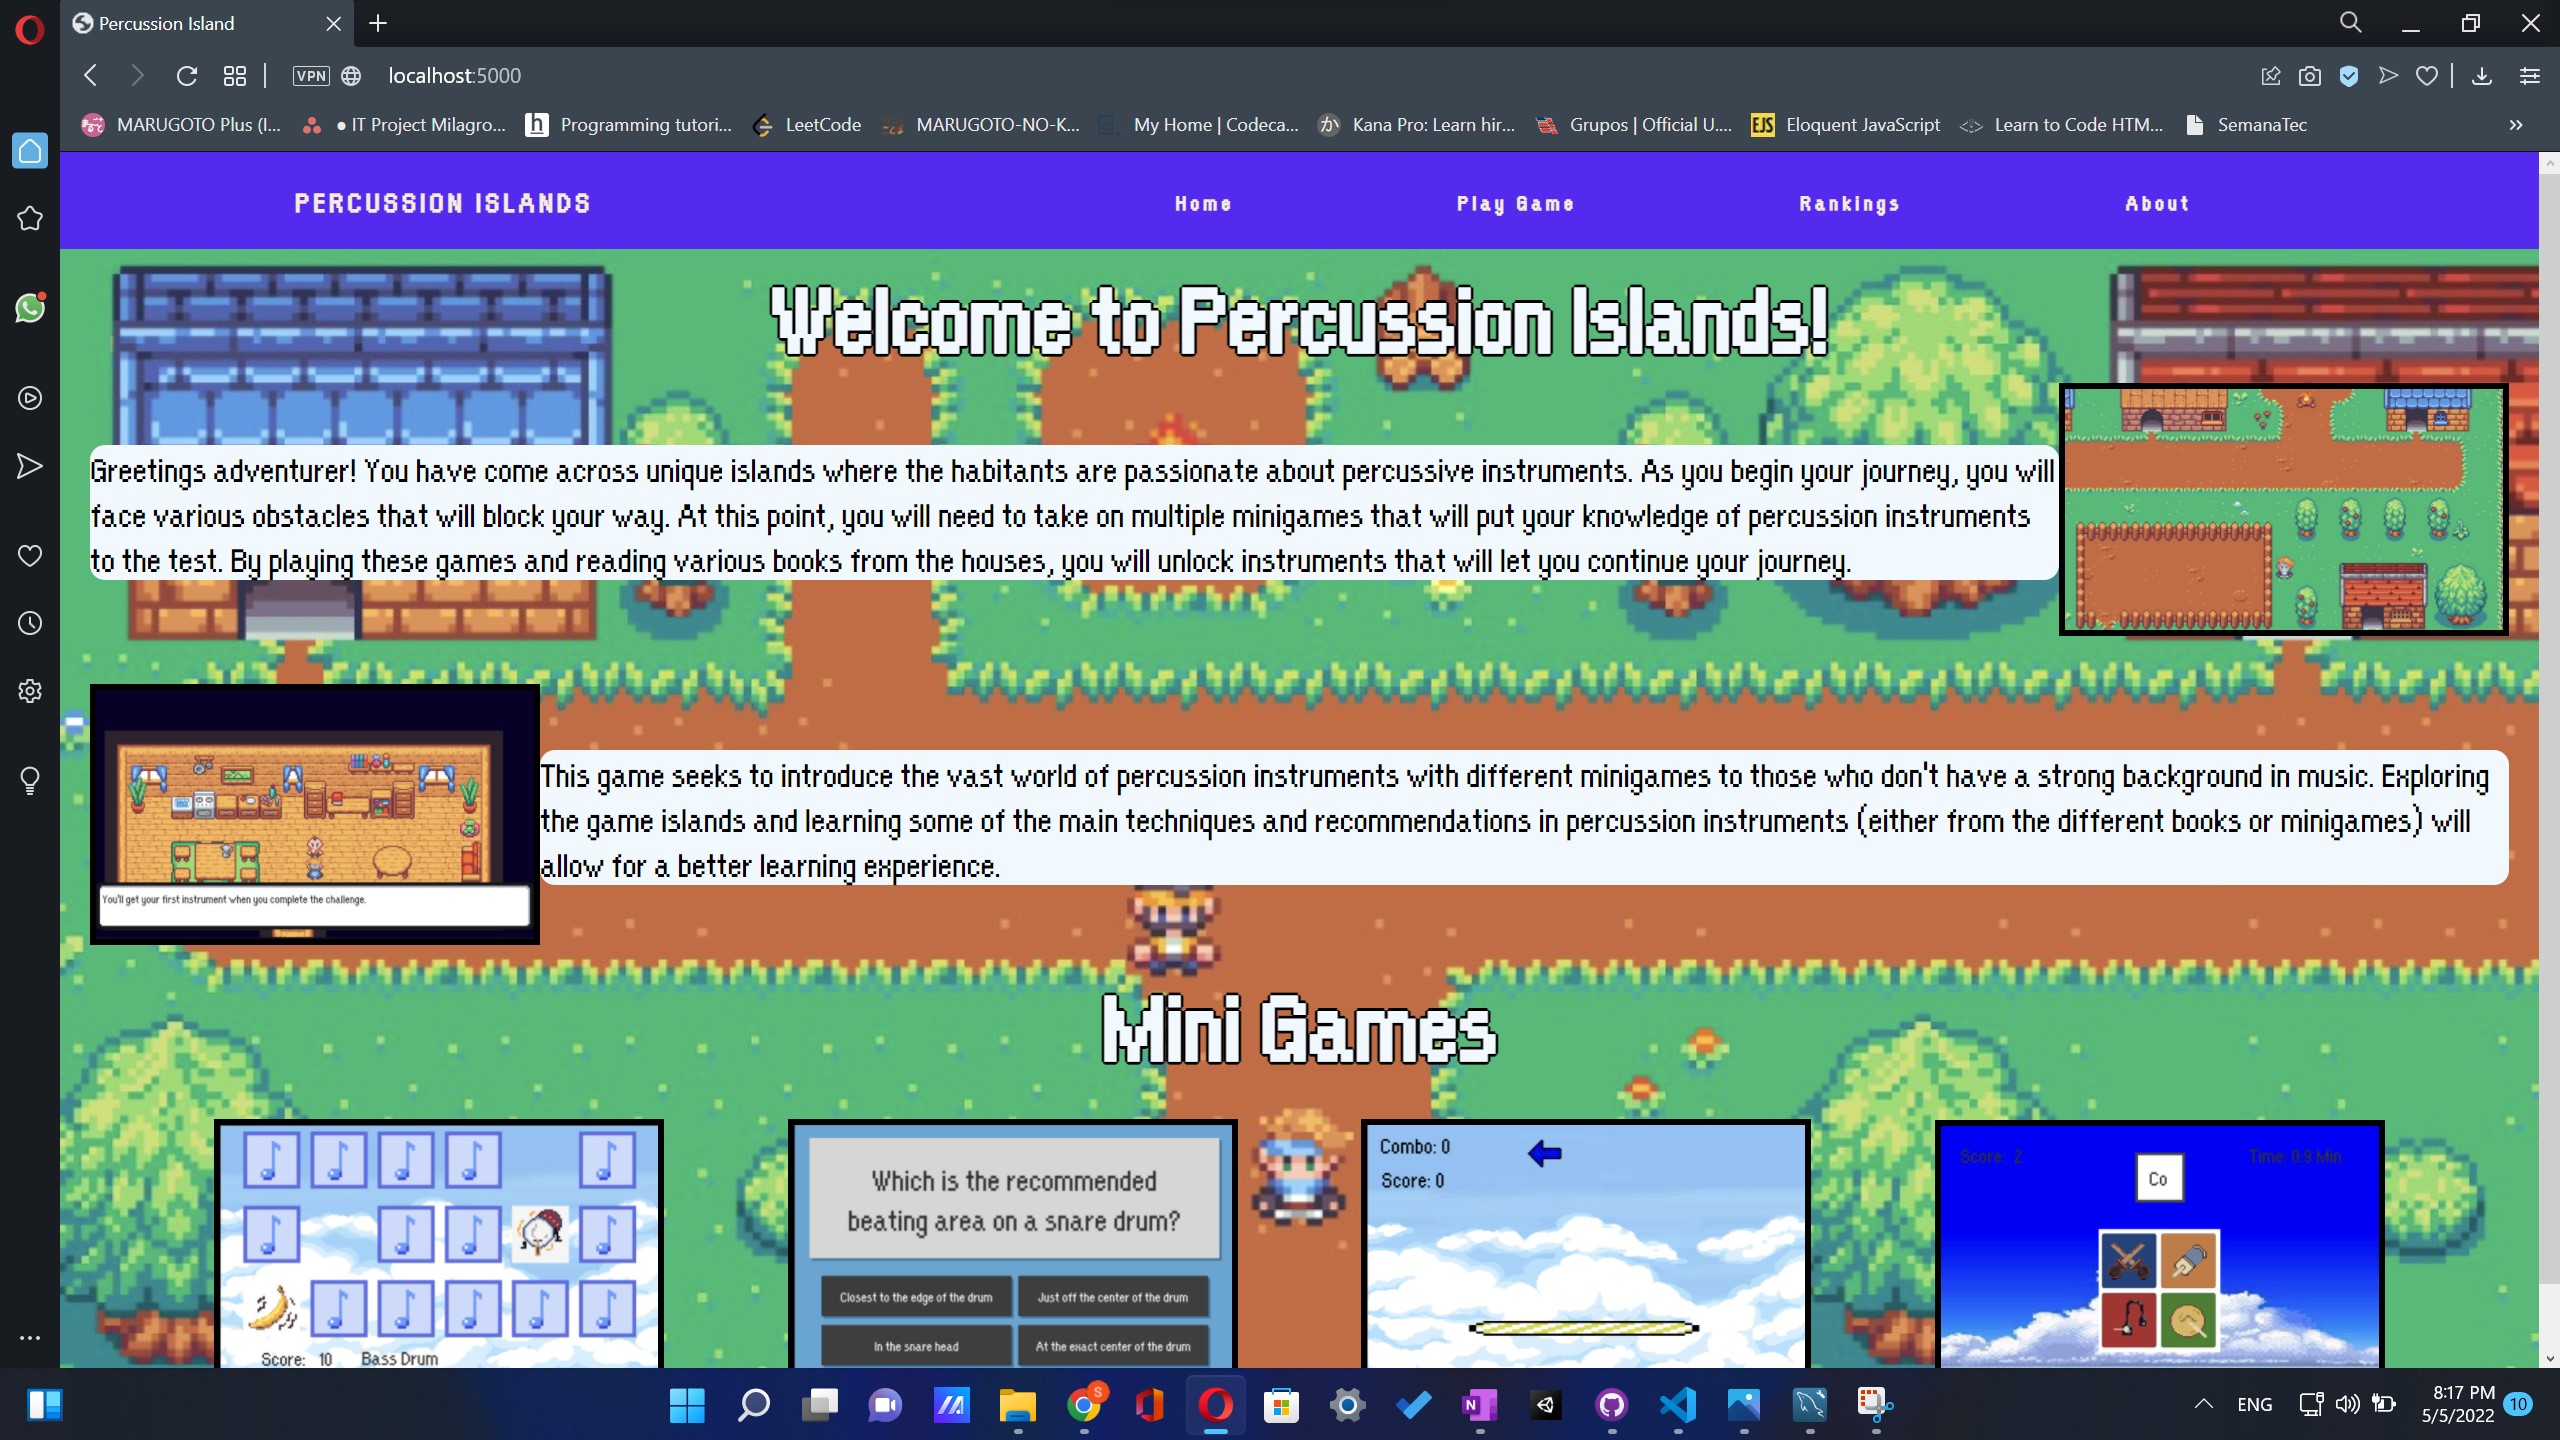 Percussion Island
VPN
localhost:5000
MARUGOTO Plus (I...
• IT Project Milagro...
h
Programming tutori...
LeetCode
MARUGOTO-NO-K...
My Home | Codeca...
か
Kana Pro: Learn hir...
Grupos | Official U....
EJS
Eloquent JavaScript
Learn to Code HTM...
SemanaTec
PERCUSSION ISLANDS
Home
Play Game
Rankings
About
Welcome to Percussion Islands!
Greetings adventurer! You have come across unique islands where the habitants are passionate about percussive instruments. As you begin your journey, you will
face various obstacles that will block your way. At this point, you will need to take on multiple minigames that will put your knowledge of percussion instruments
to the test. By playing these games and reading various books from the houses, you will unlock instruments that will let you continue your journey.
You'll get your first instrument when you complete the challenge.
This game seeks to introduce the vast world of percussion instruments with different minigames to those who don't have a strong background in music. Exploring
the game islands and learning some of the main techniques and recommendations in percussion instruments (either from the different books or minigames) will
allow for a better learning experience.
Mini Games
Score: 10
Bass Drum
Which is the recommended
beating area on a snare drum?
Closest to the edge of the drum
Just off the center of the drum
In the snare head
At the exact center of the drum
Combo: 0
Score: 0
Score: 2
Time: 0:9 Min
Co
S
N
ENG
8:17 PM
5/5/2022
10